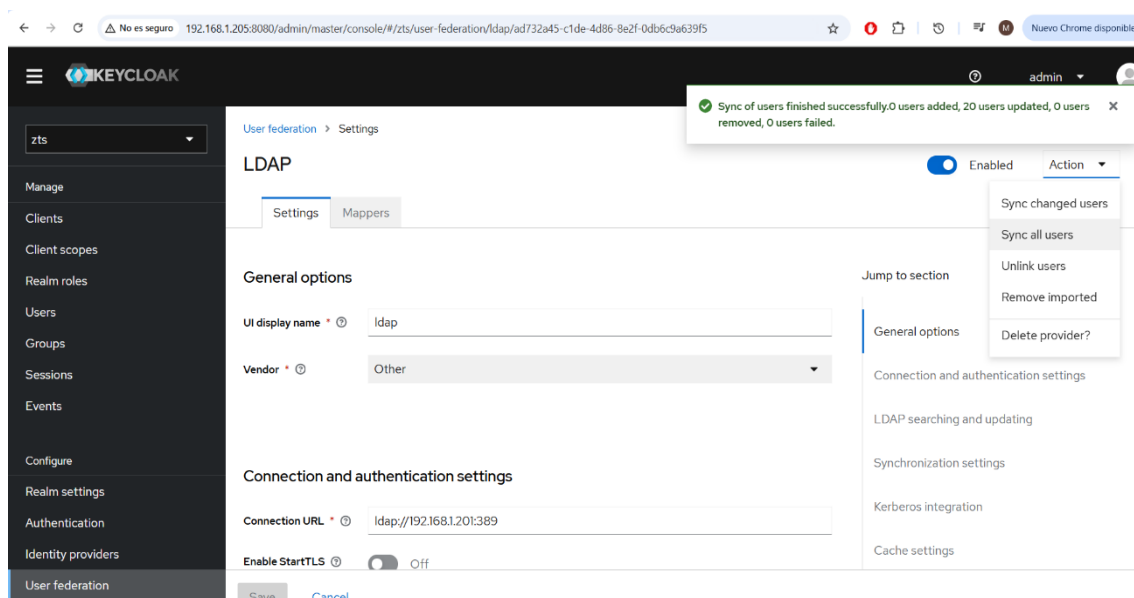 No es seguro 192.168.1.205:8080/admin/master/console/#/zts/user-federation/ldap/ad732a45-c1de-4d86-8e2f-0db6c9a639f5 M Nuevo Chrome disponible
KEYCLOAK
admin
Sync of users finished successfully.0 users added, 20 users updated, 0 users
removed, 0 users failed.
zts
User federation > Settings
LDAP
Enabled
Action
Manage
Clients
Client scopes
Realm roles
Users
Groups
Sessions
Events
Configure
Realm settings
Authentication
Identity providers
User federation
Settings
Mappers
Sync changed users
Sync all users
Unlink users
Remove imported
Delete provider?
General options
UI display name *
ldap
Vendor *
Other
Connection and authentication settings
Connection URL *
ldap://192.168.1.201:389
Enable StartTLS
Off
Save
Cancel
Jump to section
General options
Connection and authentication settings
LDAP searching and updating
Synchronization settings
Kerberos integration
Cache settings